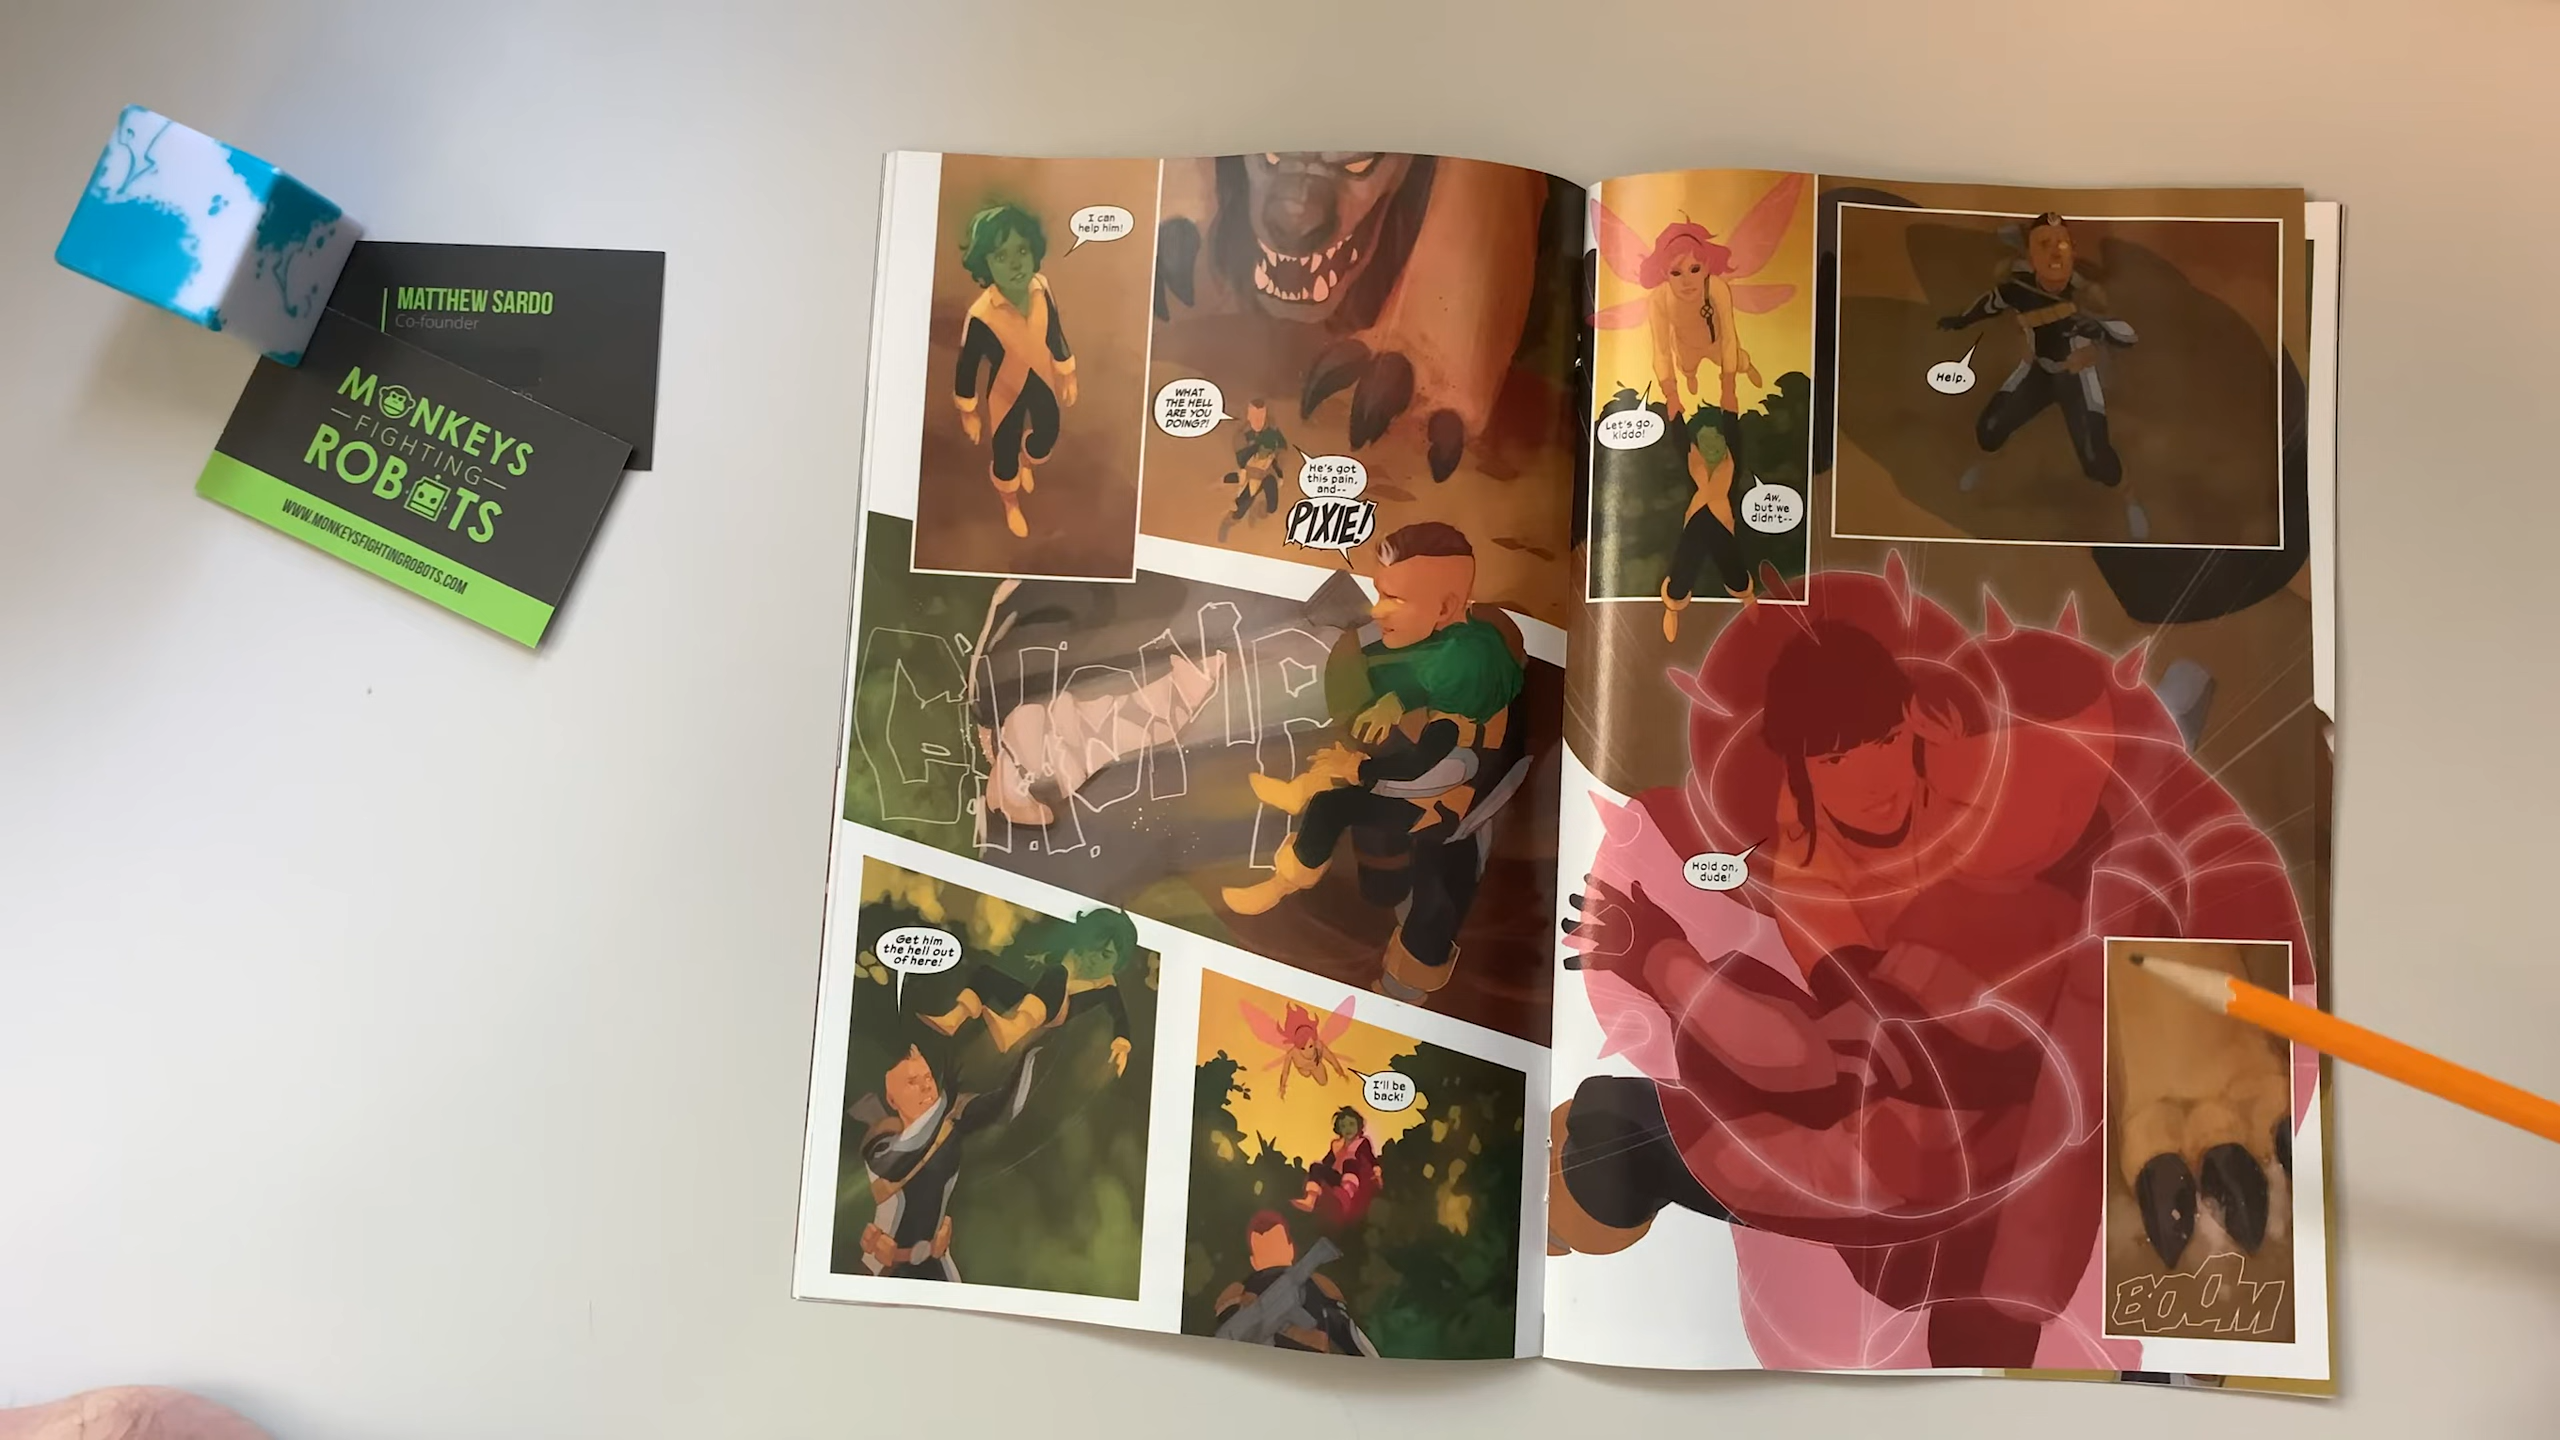 MATTHEW SARDO
Co-founder
MONKEYS
FIGHTING
ROBOTS
WWW.MONKEYSFIGHTINGROBOTS.COM
I can
help him!
WHAT
THE HELL
ARE YOU
DOING?!
He's got
this pain,
and--
PIXIE!
CHOMP
Get him
the hell out
of here!
I'll be
back!
Let's go,
kiddo!
Aw,
but we
didn't--
Help.
Hold on,
dude!
BOOM